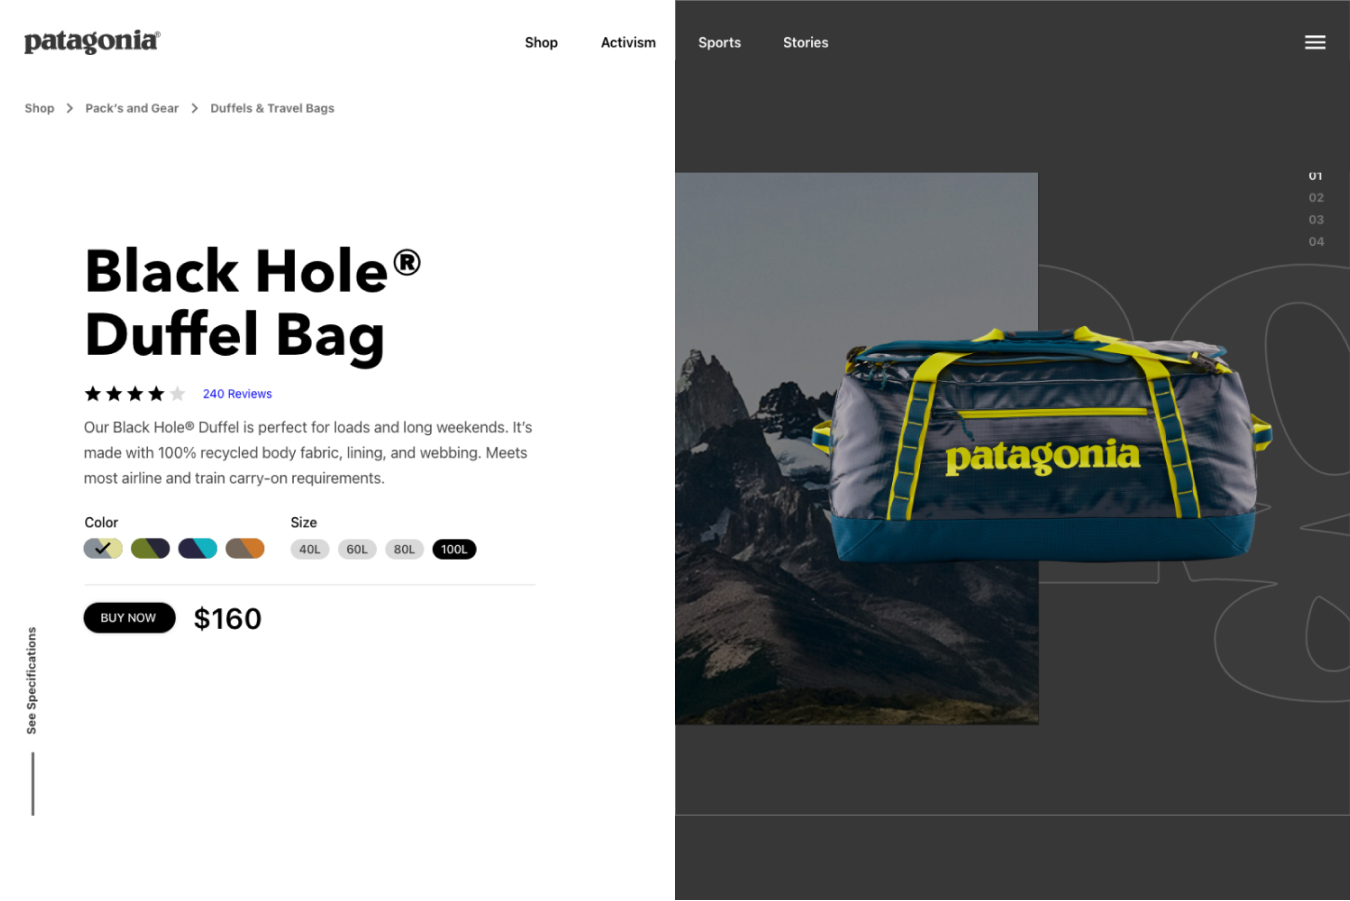 patagonia®
Shop Activism Sports Stories
Shop > Pack's and Gear > Duffels & Travel Bags
01
02
03
04
Black Hole®
Duffel Bag
240 Reviews
Our Black Hole® Duffel is perfect for loads and long weekends. It's
made with 100% recycled body fabric, lining, and webbing. Meets
most airline and train carry-on requirements.
Color Size
40L 60L 80L 100L
BUY NOW $160
See Specifications
patagonia